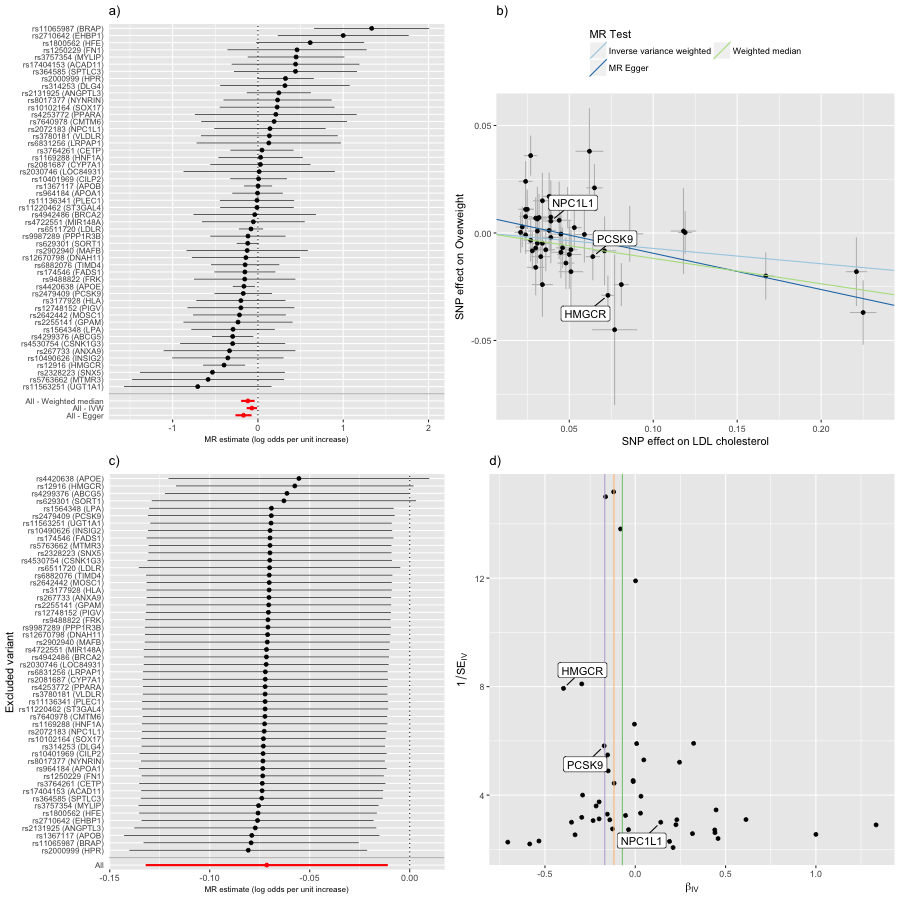 a)
rs11065987 (BRAP)
rs2710642 (EHBP1)
rs1800562 (HFE)
rs1250229 (FN1)
rs3757354 (MYLIP)
rs17404153 (ACAD11)
rs364585 (SPTLC3)
rs2000999 (HPR)
rs314253 (DLG4)
rs2131925 (ANGPTL3)
rs8017377 (NYNRIN)
rs10102164 (SOX17)
rs4253772 (PPARA)
rs7640978 (CMTM6)
rs2072183 (NPC1L1)
rs3780181 (VLDLR)
rs6831256 (LRPAP1)
rs3764261 (CETP)
rs1169288 (HNF1A)
rs2081687 (CYP7A1)
rs2030746 (LOC84931)
rs10401969 (CILP2)
rs1367117 (APOB)
rs964184 (APOA1)
rs11136341 (PLEC1)
rs11220462 (ST3GAL4)
rs4942486 (BRCA2)
rs4722551 (MIR148A)
rs6511720 (LDLR)
rs9987289 (PPP1R3B)
rs629301 (SORT1)
rs2902940 (MAFB)
rs12670798 (DNAH11)
rs6882076 (TIMD4)
rs174546 (FADS1)
rs9488822 (FRK)
rs4420638 (APOE)
rs2479409 (PCSK9)
rs3177928 (HLA)
rs12748152 (PIGV)
rs2642442 (MOSC1)
rs2255141 (GPAM)
rs1564348 (LPA)
rs4299376 (ABCG5)
rs4530754 (CSNK1G3)
rs267733 (ANXA9)
rs10490626 (INSIG2)
rs12916 (HMGCR)
rs2328223 (SNX5)
rs5763662 (MTMR3)
rs11563251 (UGT1A1)
All - Weighted median
All - IVW
All - Egger
-1 0 1 2
MR estimate (log odds per unit increase)
b)
MR Test
Inverse variance weighted
Weighted median
MR Egger
SNP effect on Overweight
0.05
0.00
-0.05
NPC1L1
PCSK9
HMGCR
0.05 0.10 0.15 0.20
SNP effect on LDL cholesterol
c)
Excluded variant
rs4420638 (APOE)
rs12916 (HMGCR)
rs4299376 (ABCG5)
rs629301 (SORT1)
rs1564348 (LPA)
rs2479409 (PCSK9)
rs11563251 (UGT1A1)
rs10490626 (INSIG2)
rs174546 (FADS1)
rs5763662 (MTMR3)
rs2328223 (SNX5)
rs4530754 (CSNK1G3)
rs6511720 (LDLR)
rs6882076 (TIMD4)
rs2642442 (MOSC1)
rs3177928 (HLA)
rs267733 (ANXA9)
rs2255141 (GPAM)
rs12748152 (PIGV)
rs9488822 (FRK)
rs9987289 (PPP1R3B)
rs12670798 (DNAH11)
rs2902940 (MAFB)
rs4722551 (MIR148A)
rs4942486 (BRCA2)
rs2030746 (LOC84931)
rs6831256 (LRPAP1)
rs2081687 (CYP7A1)
rs4253772 (PPARA)
rs3780181 (VLDLR)
rs11136341 (PLEC1)
rs11220462 (ST3GAL4)
rs7640978 (CMTM6)
rs1169288 (HNF1A)
rs2072183 (NPC1L1)
rs10102164 (SOX17)
rs314253 (DLG4)
rs10401969 (CILP2)
rs8017377 (NYNRIN)
rs964184 (APOA1)
rs1250229 (FN1)
rs3764261 (CETP)
rs17404153 (ACAD11)
rs364585 (SPTLC3)
rs3757354 (MYLIP)
rs1800562 (HFE)
rs2710642 (EHBP1)
rs2131925 (ANGPTL3)
rs1367117 (APOB)
rs11065987 (BRAP)
rs2000999 (HPR)
All
-0.15 -0.10 -0.05 0.00
MR estimate (log odds per unit increase)
d)
1/SE_IV
12
8
4
HMGCR
PCSK9
NPC1L1
-0.5 0.0 0.5 1.0
β_IV